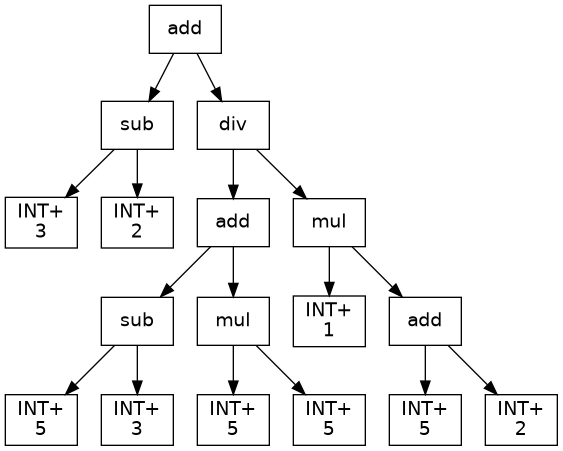 add
sub
div
INT+
3
INT+
2
add
mul
sub
mul
INT+
1
add
INT+
5
INT+
3
INT+
5
INT+
5
INT+
5
INT+
2